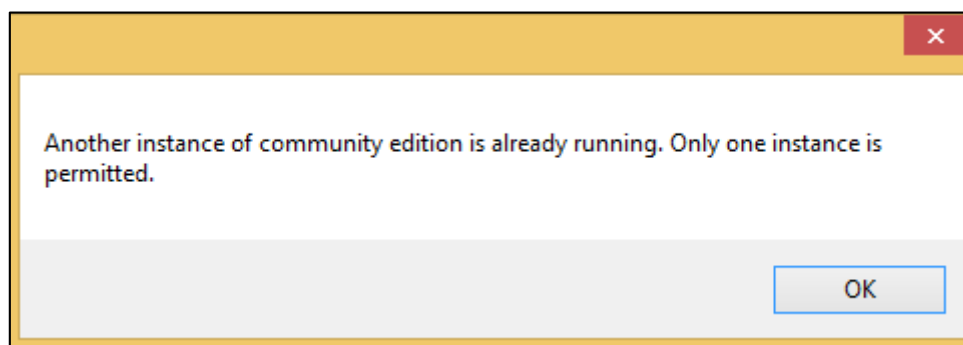 Another instance of community edition is already running. Only one instance is
permitted.
OK